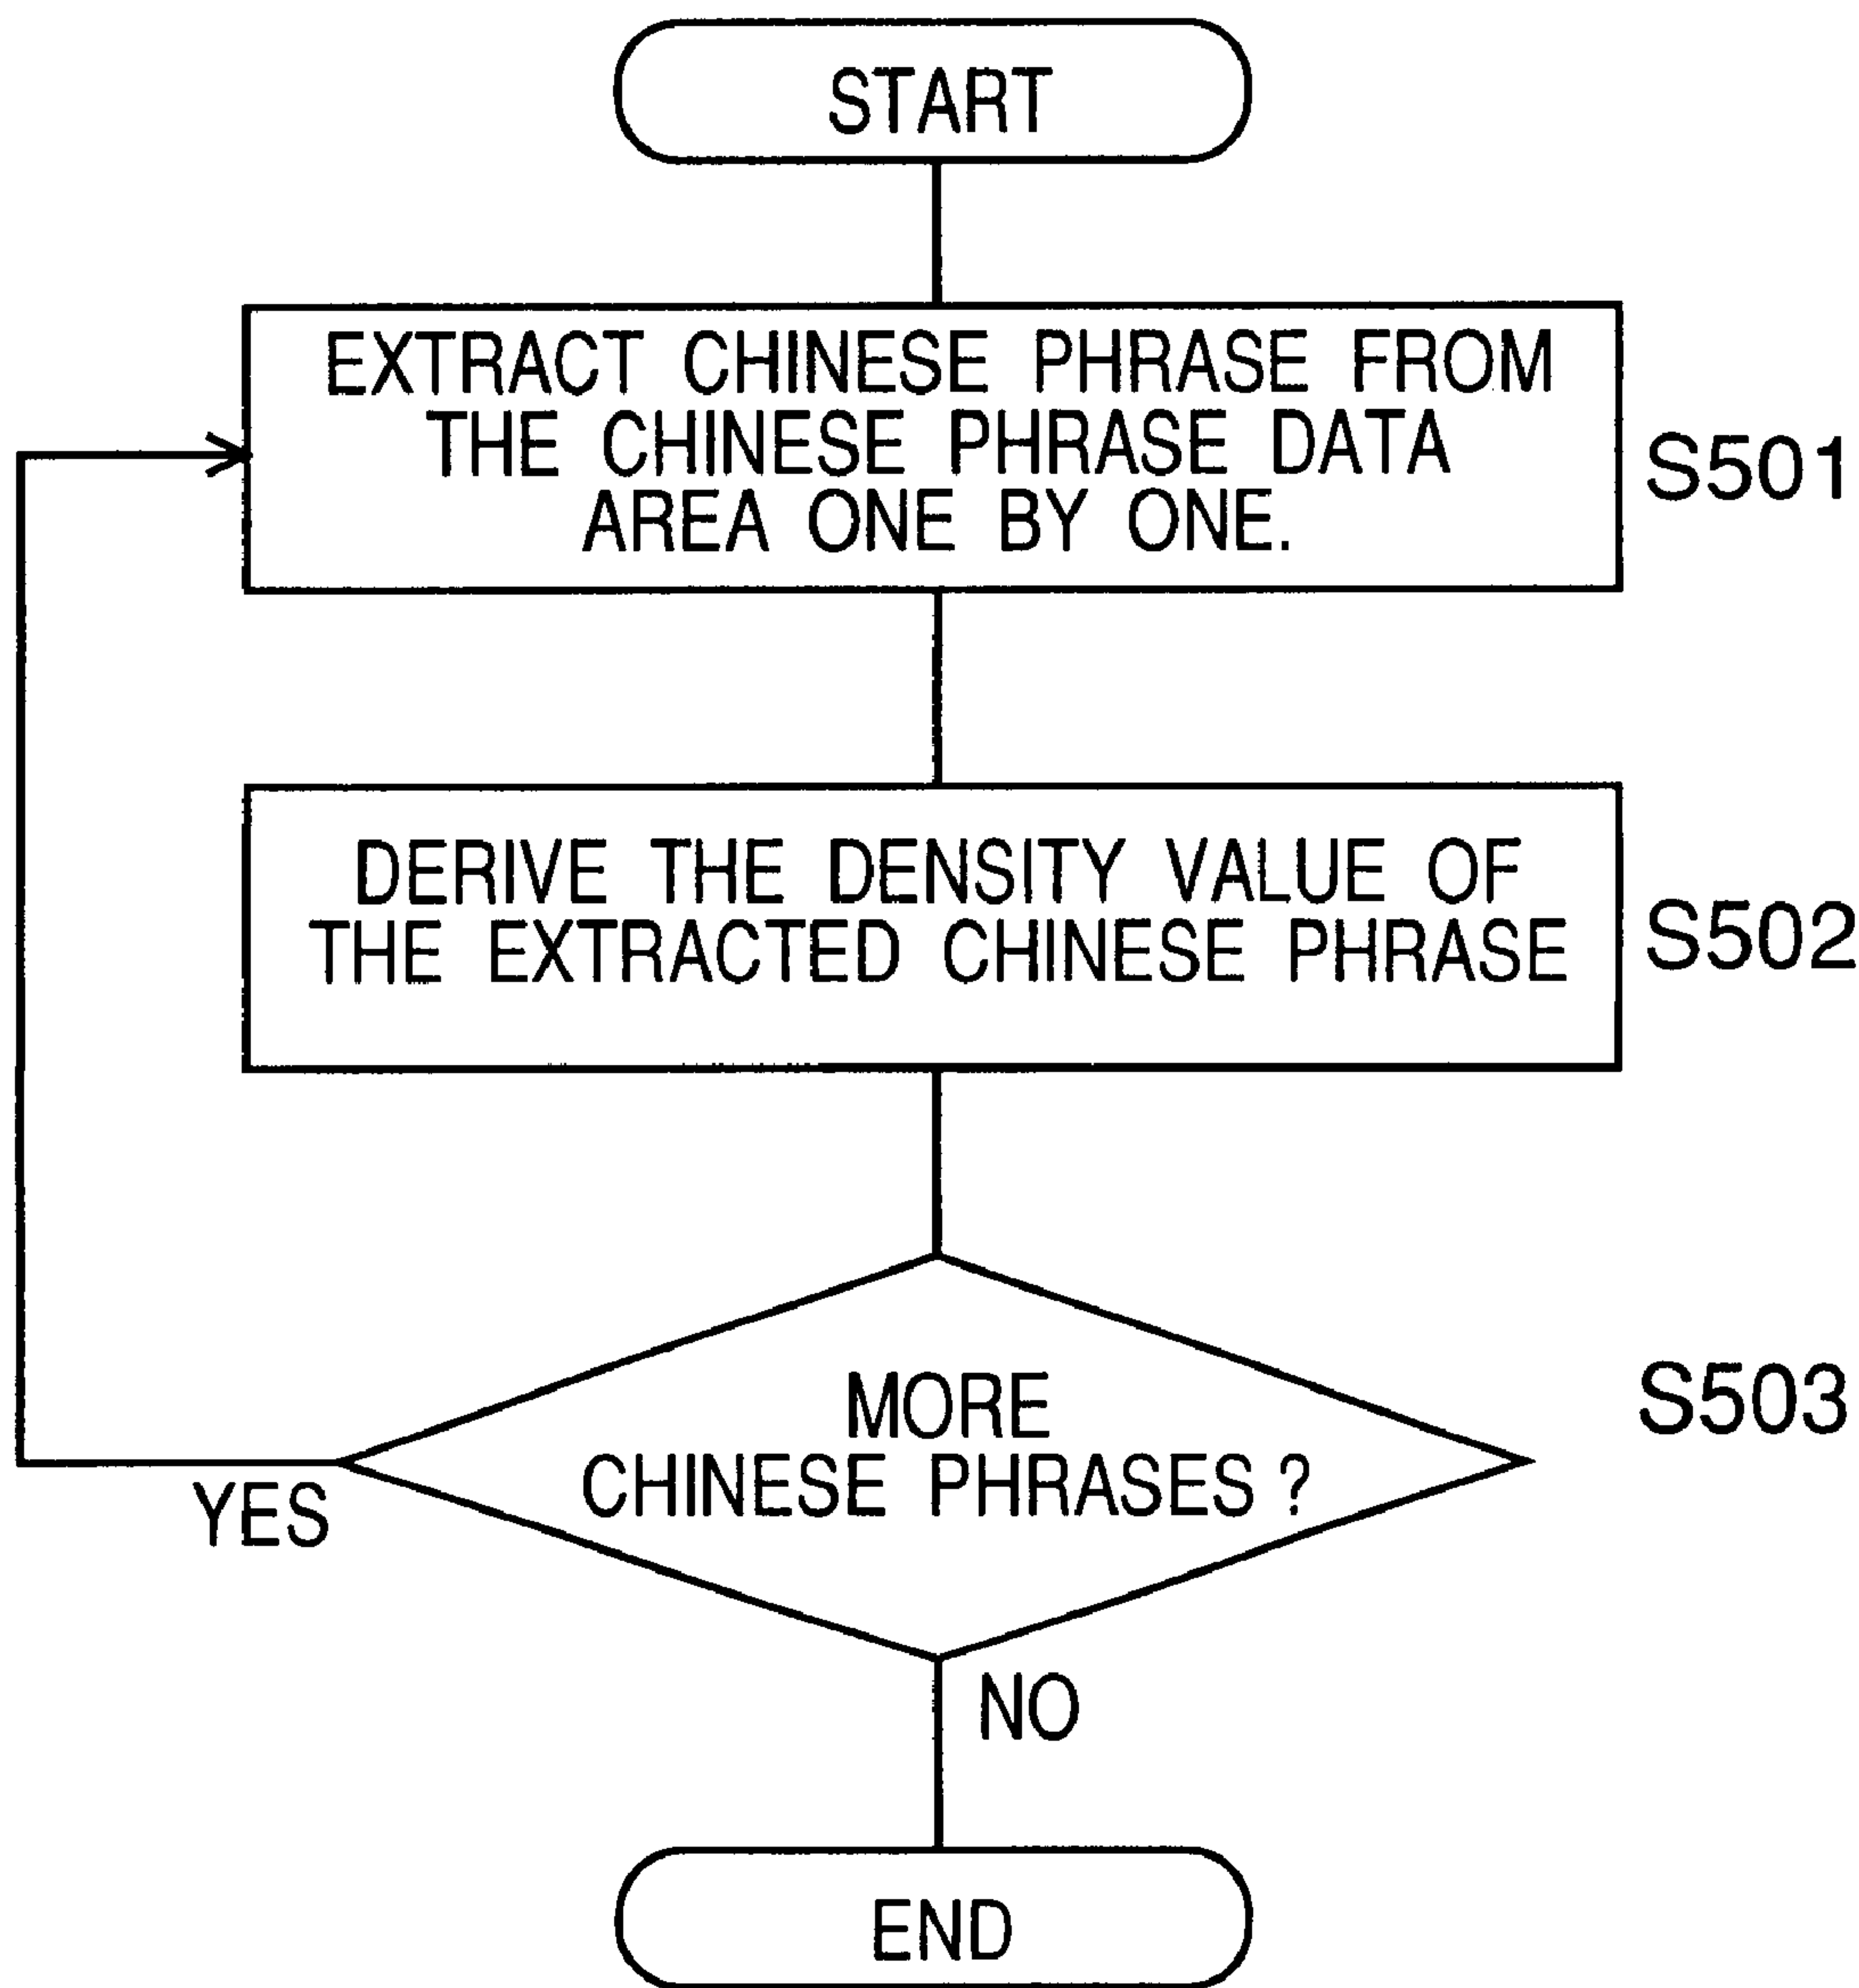 START
EXTRACT CHINESE PHRASE FROM
THE CHINESE PHRASE DATA
AREA ONE BY ONE.
S501
DERIVE THE DENSITY VALUE OF
THE EXTRACTED CHINESE PHRASE
S502
MORE
CHINESE PHRASES ?
S503
YES
NO
END